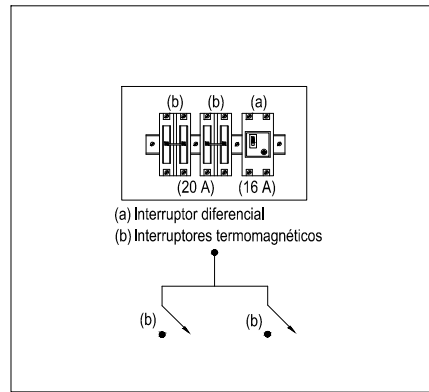 (b) (b) (a)
(20 A) (16 A)
(a) Interruptor diferencial
(b) Interruptores termomagnéticos
(b) (b)